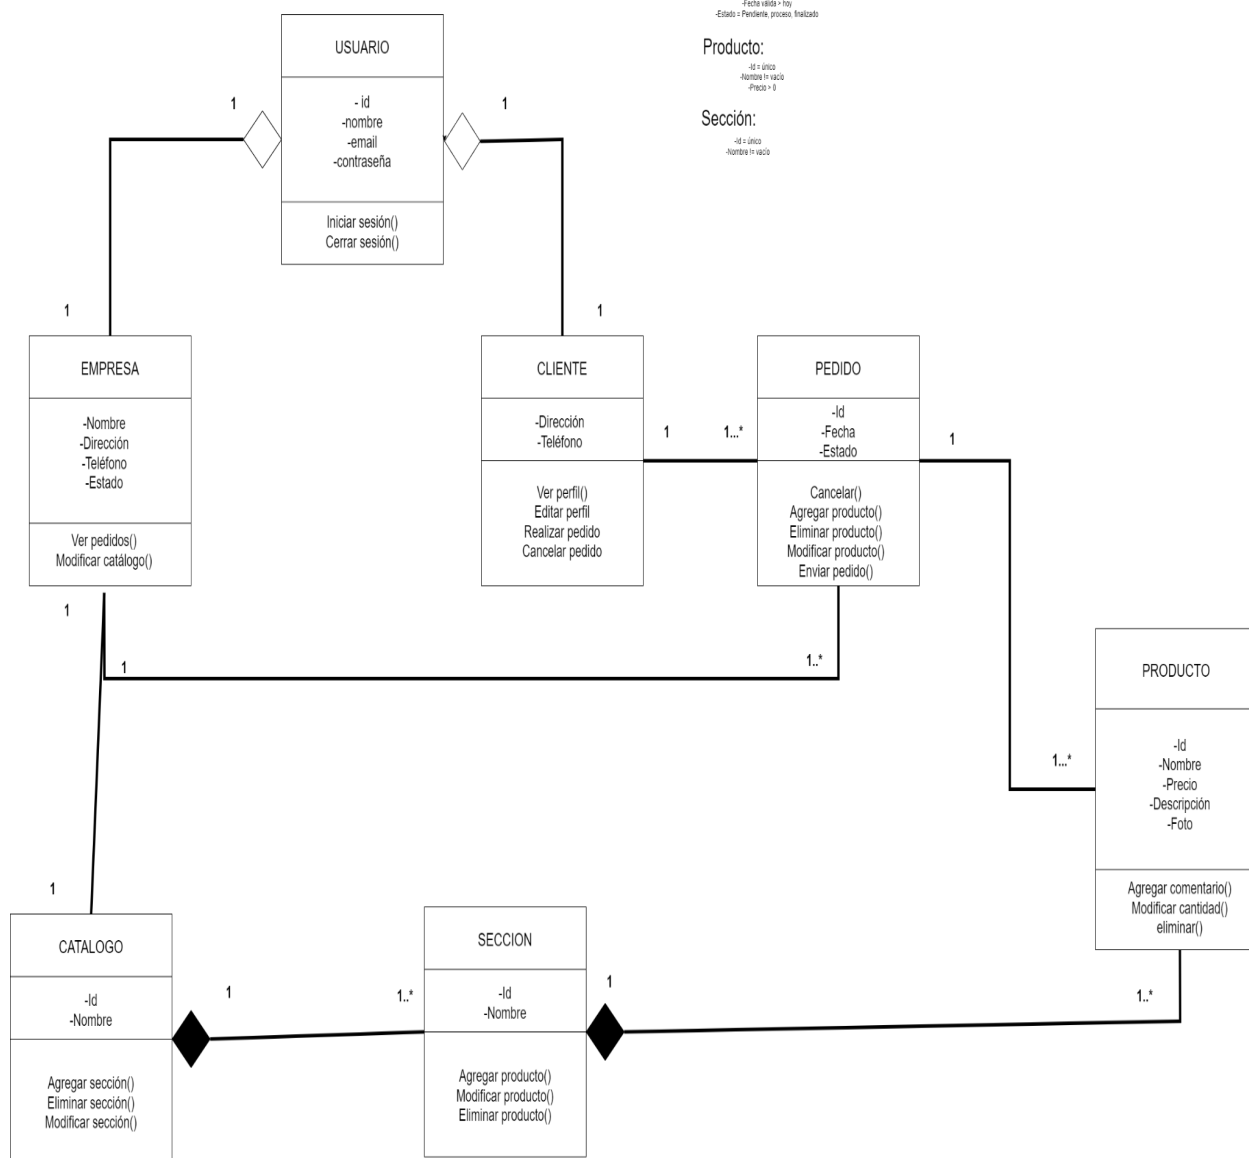 -Fecha válida > hoy
-Estado = Pendiente, proceso, finalizado
Producto:
-Id = único
-Nombre != vacío
-Precio > 0
Sección:
-Id = único
-Nombre != vacío
USUARIO
- id
-nombre
-email
-contraseña
Iniciar sesión()
Cerrar sesión()
1
1
1
1
EMPRESA
-Nombre
-Dirección
-Teléfono
-Estado
Ver pedidos()
Modificar catálogo()
CLIENTE
-Dirección
-Teléfono
Ver perfil()
Editar perfil
Realizar pedido
Cancelar pedido
1
1...*
PEDIDO
-Id
-Fecha
-Estado
Cancelar()
Agregar producto()
Eliminar producto()
Modificar producto()
Enviar pedido()
1
1
1
1..*
1...*
PRODUCTO
-Id
-Nombre
-Precio
-Descripción
-Foto
Agregar comentario()
Modificar cantidad()
eliminar()
1
CATALOGO
-Id
-Nombre
Agregar sección()
Eliminar sección()
Modificar sección()
1
1..*
SECCION
-Id
-Nombre
Agregar producto()
Modificar producto()
Eliminar producto()
1
1..*